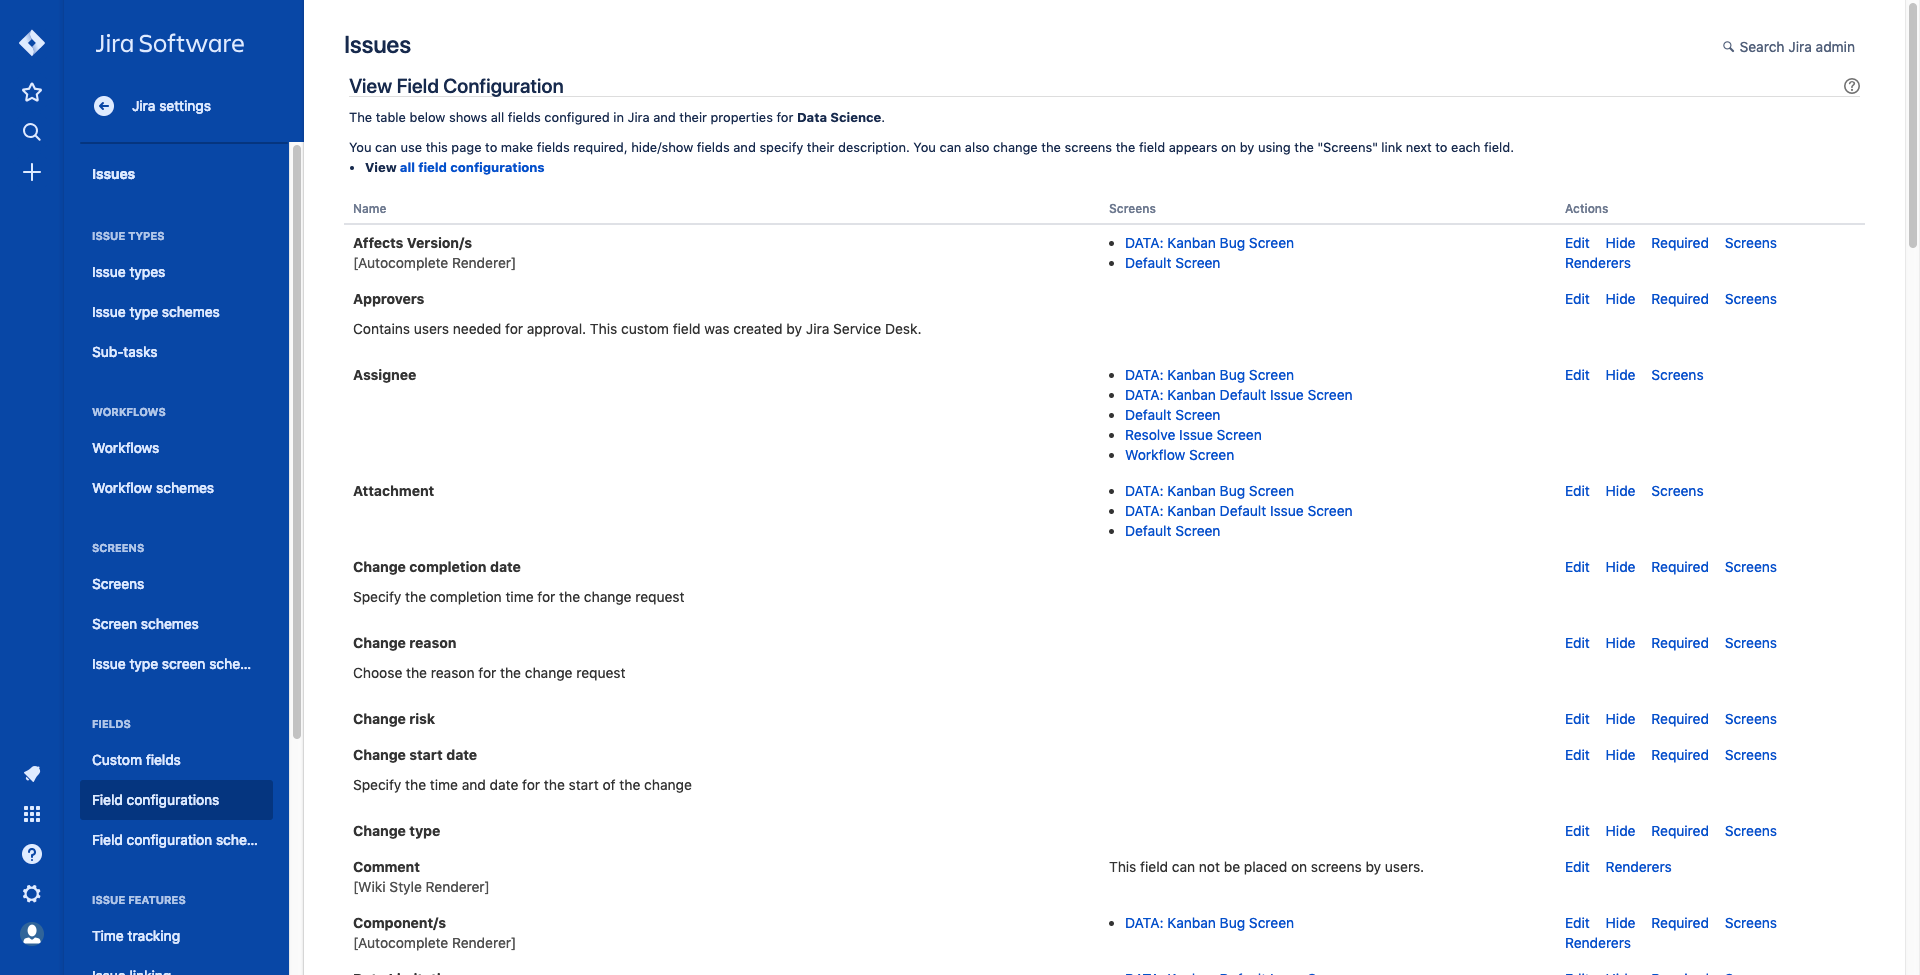 Jira Software
Jira settings
Issues
ISSUE TYPES
Issue types
Issue type schemes
Sub-tasks
WORKFLOWS
Workflows
Workflow schemes
SCREENS
Screens
Screen schemes
Issue type screen sche...
FIELDS
Custom fields
Field configurations
Field configuration sche...
ISSUE FEATURES
Time tracking
Issue linking
Issues
Search Jira admin
View Field Configuration
The table below shows all fields configured in Jira and their properties for Data Science.
You can use this page to make fields required, hide/show fields and specify their description. You can also change the screens the field appears on by using the "Screens" link next to each field.
• View all field configurations
Name Screens Actions
Affects Version/s • DATA: Kanban Bug Screen Edit Hide Required Screens
[Autocomplete Renderer] • Default Screen Renderers
Approvers Edit Hide Required Screens
Contains users needed for approval. This custom field was created by Jira Service Desk.
Assignee • DATA: Kanban Bug Screen Edit Hide Screens
• DATA: Kanban Default Issue Screen
• Default Screen
• Resolve Issue Screen
• Workflow Screen
Attachment • DATA: Kanban Bug Screen Edit Hide Screens
• DATA: Kanban Default Issue Screen
• Default Screen
Change completion date Edit Hide Required Screens
Specify the completion time for the change request
Change reason Edit Hide Required Screens
Choose the reason for the change request
Change risk Edit Hide Required Screens
Change start date Edit Hide Required Screens
Specify the time and date for the start of the change
Change type Edit Hide Required Screens
Comment This field can not be placed on screens by users. Edit Renderers
[Wiki Style Renderer]
Component/s • DATA: Kanban Bug Screen Edit Hide Required Screens
[Autocomplete Renderer] Renderers